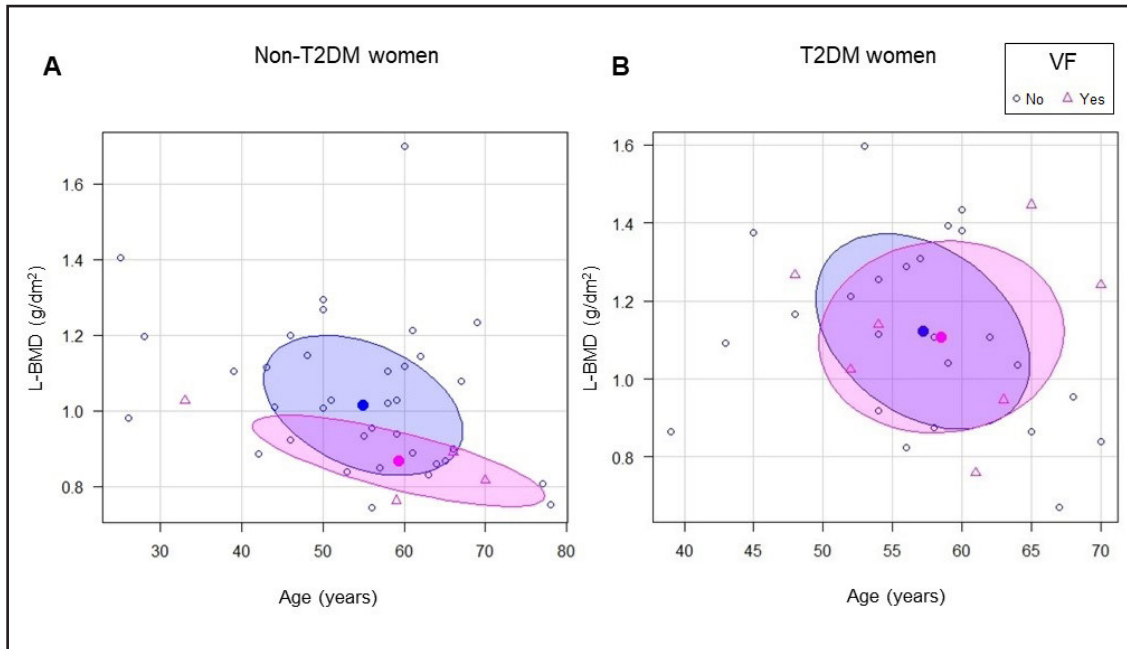 Non-T2DM women
T2DM women
VF
No Yes
A
B
1.6
1.4
1.2
1.0
0.8
L-BMD (g/dm²)
30 40 50 60 70 80
Age (years)
1.6
1.4
1.2
1.0
0.8
L-BMD (g/dm²)
40 45 50 55 60 65 70
Age (years)